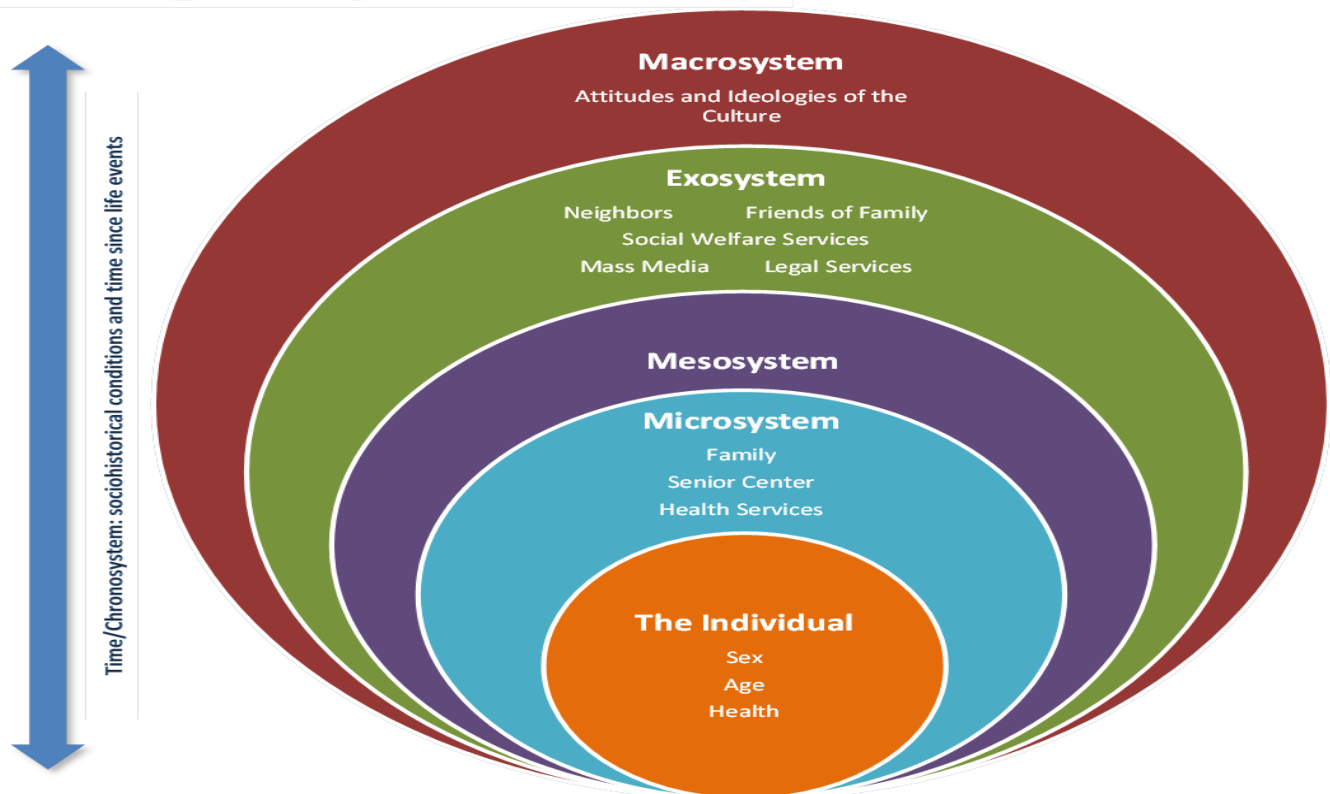 Macrosystem
Attitudes and Ideologies of the
Culture
Exosystem
Neighbors Friends of Family
Social Welfare Services
Mass Media Legal Services
Mesosystem
Microsystem
Family
Senior Center
Health Services
The Individual
Sex
Age
Health
Time/Chronosystem: sociohistorical conditions and time since life events